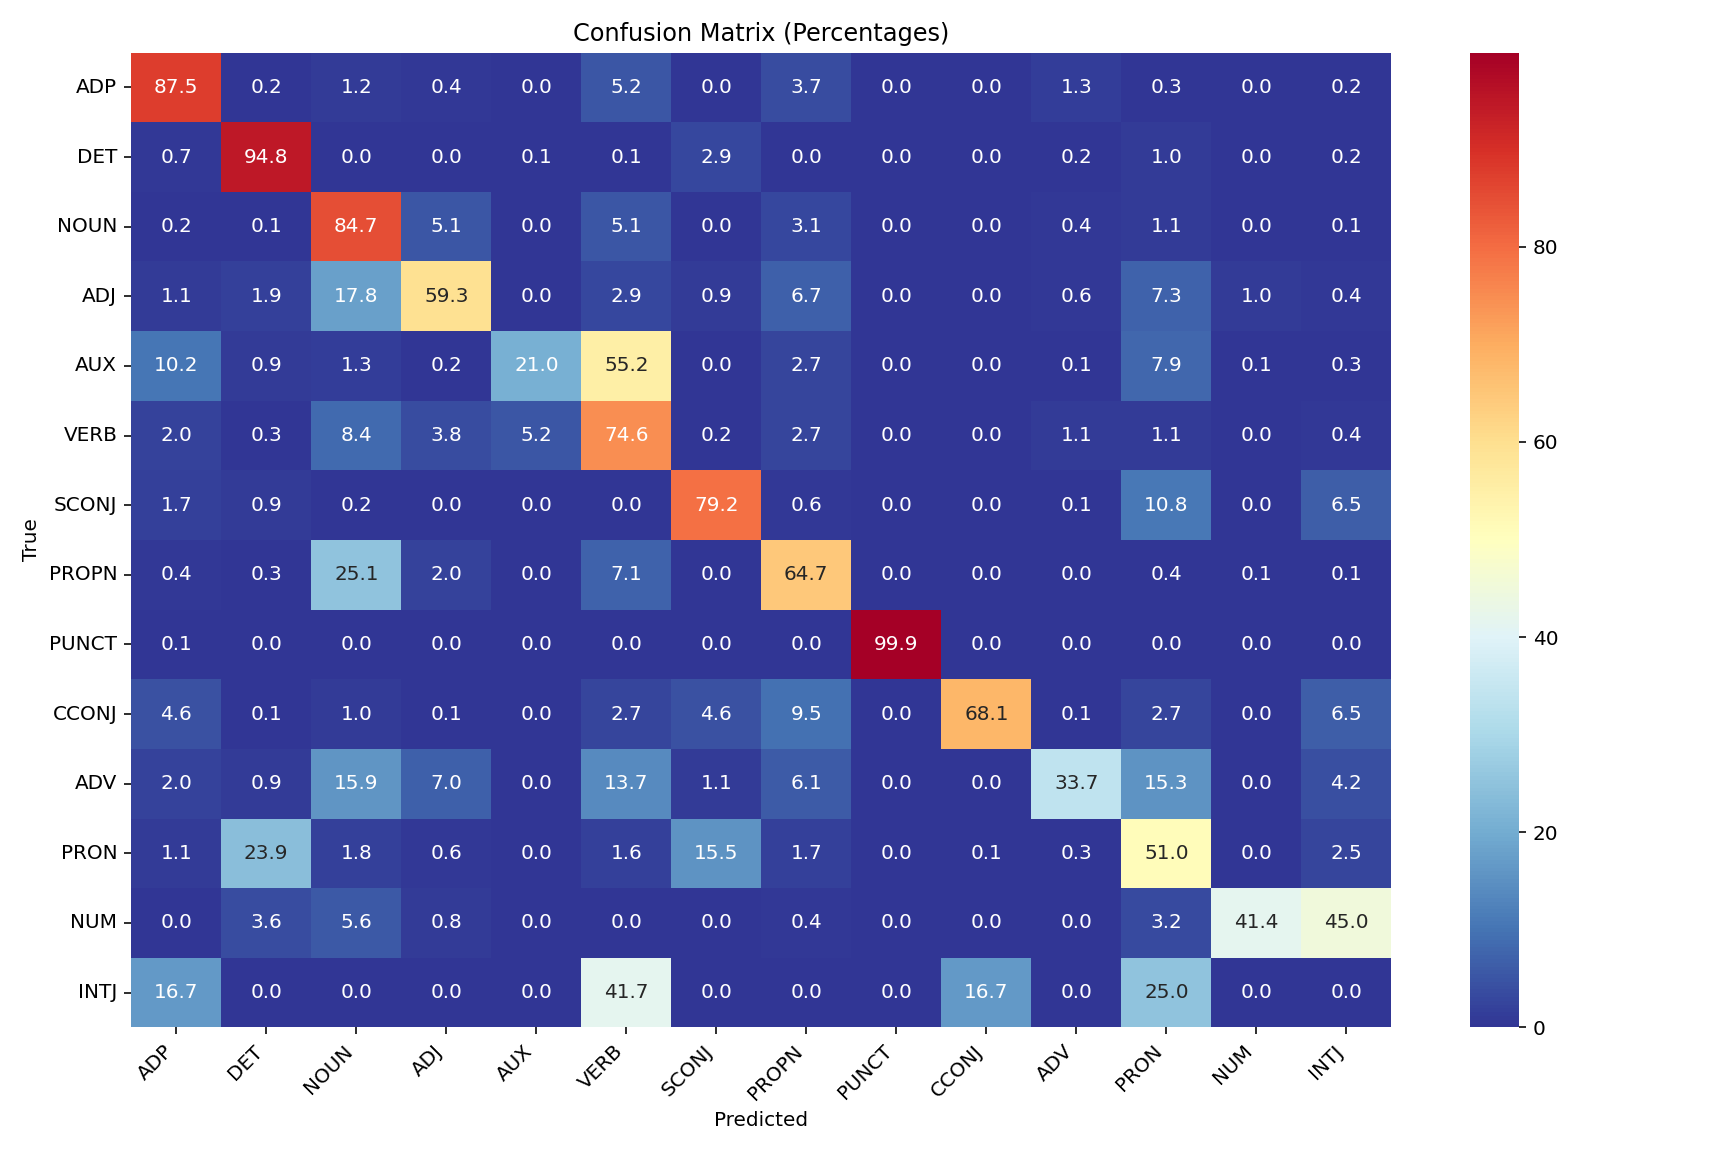 Confusion Matrix (Percentages)
ADP 87.5 0.2 1.2 0.4 0.0 5.2 0.0 3.7 0.0 0.0 1.3 0.3 0.0 0.2
DET 0.7 94.8 0.0 0.0 0.1 0.1 2.9 0.0 0.0 0.0 0.2 1.0 0.0 0.2
NOUN 0.2 0.1 84.7 5.1 0.0 5.1 0.0 3.1 0.0 0.0 0.4 1.1 0.0 0.1
ADJ 1.1 1.9 17.8 59.3 0.0 2.9 0.9 6.7 0.0 0.0 0.6 7.3 1.0 0.4
AUX 10.2 0.9 1.3 0.2 21.0 55.2 0.0 2.7 0.0 0.0 0.1 7.9 0.1 0.3
VERB 2.0 0.3 8.4 3.8 5.2 74.6 0.2 2.7 0.0 0.0 1.1 1.1 0.0 0.4
SCONJ 1.7 0.9 0.2 0.0 0.0 0.0 79.2 0.6 0.0 0.0 0.1 10.8 0.0 6.5
PROPN 0.4 0.3 25.1 2.0 0.0 7.1 0.0 64.7 0.0 0.0 0.0 0.4 0.1 0.1
PUNCT 0.1 0.0 0.0 0.0 0.0 0.0 0.0 0.0 99.9 0.0 0.0 0.0 0.0 0.0
CCONJ 4.6 0.1 1.0 0.1 0.0 2.7 4.6 9.5 0.0 68.1 0.1 2.7 0.0 6.5
ADV 2.0 0.9 15.9 7.0 0.0 13.7 1.1 6.1 0.0 0.0 33.7 15.3 0.0 4.2
PRON 1.1 23.9 1.8 0.6 0.0 1.6 15.5 1.7 0.0 0.1 0.3 51.0 0.0 2.5
NUM 0.0 3.6 5.6 0.8 0.0 0.0 0.0 0.4 0.0 0.0 0.0 3.2 41.4 45.0
INTJ 16.7 0.0 0.0 0.0 0.0 41.7 0.0 0.0 0.0 16.7 0.0 25.0 0.0 0.0
ADP DET NOUN ADJ AUX VERB SCONJ PROPN PUNCT CCONJ ADV PRON NUM INTJ
Predicted
True
80
60
40
20
0